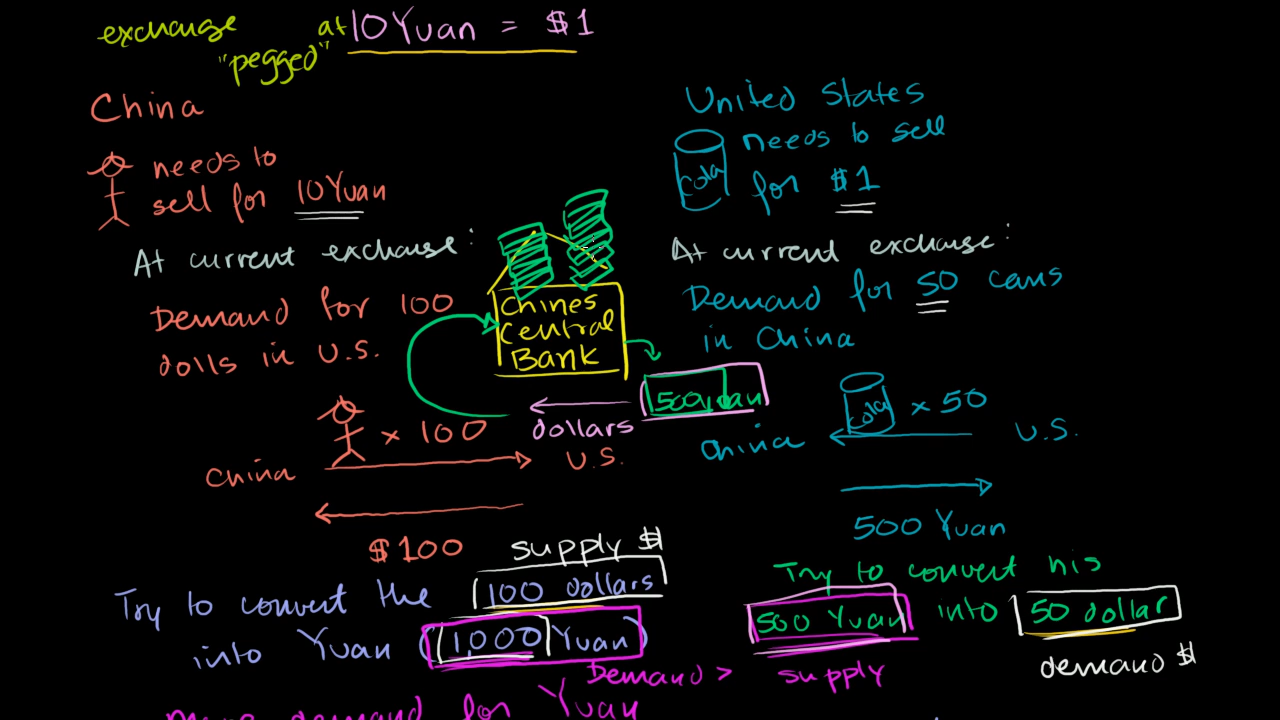 exchange "pegged" at 10 Yuan = $1
China
needs to
sell for 10 Yuan
At current exchange:
Demand for 100
dolls in U.S.
x 100
China
U.S.
$100
Chines
Central
Bank
500 yuan
dollars
United States
cola
needs to sell
for $1
At current exchange:
Demand for 50 cans
in China
cola
x 50
China
U.S.
500 Yuan
supply $
Try to convert the 100 dollars
into Yuan (1,000 Yuan)
Try to convert his
500 Yuan into 50 dollar
Demand > supply
demand $
more demand for Yuan